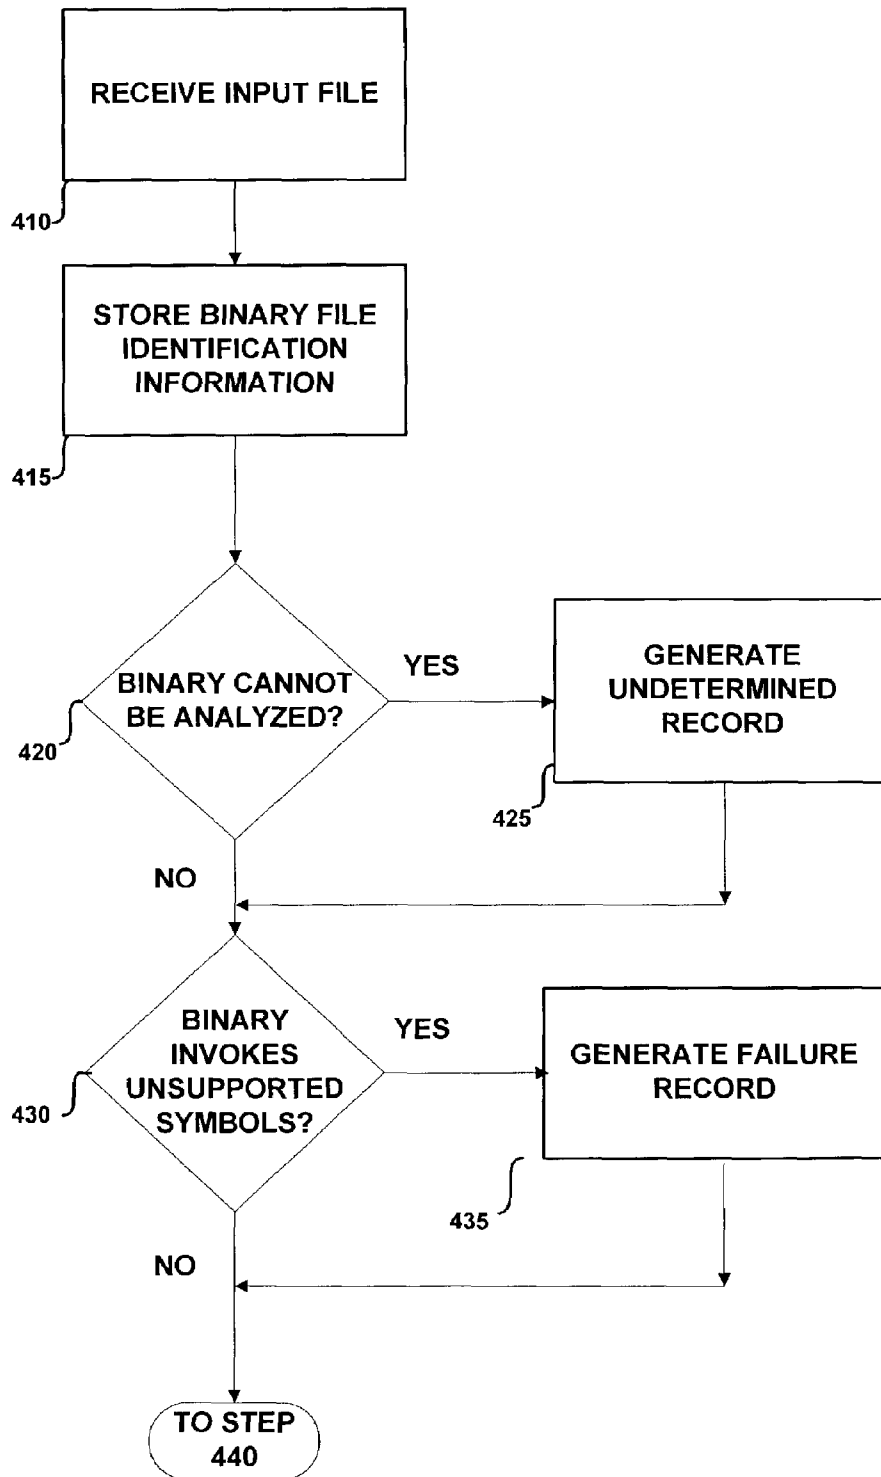 RECEIVE INPUT FILE
410
STORE BINARY FILE
IDENTIFICATION
INFORMATION
415
BINARY CANNOT
BE ANALYZED?
420
YES
GENERATE
UNDETERMINED
RECORD
425
NO
BINARY
INVOKES
UNSUPPORTED
SYMBOLS?
430
YES
GENERATE FAILURE
RECORD
435
NO
TO STEP
440